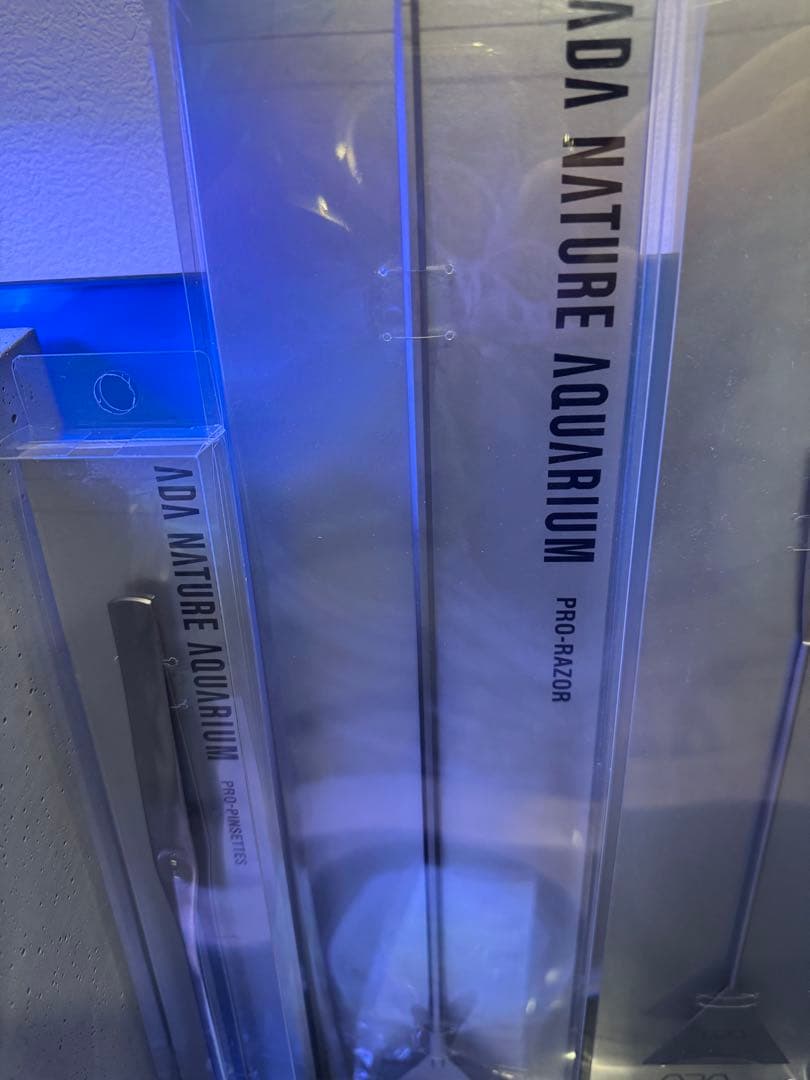 ADA NATURE AQUARIUM PRO-PINSETTES
ADA NATURE AQUARIUM PRO-RAZOR